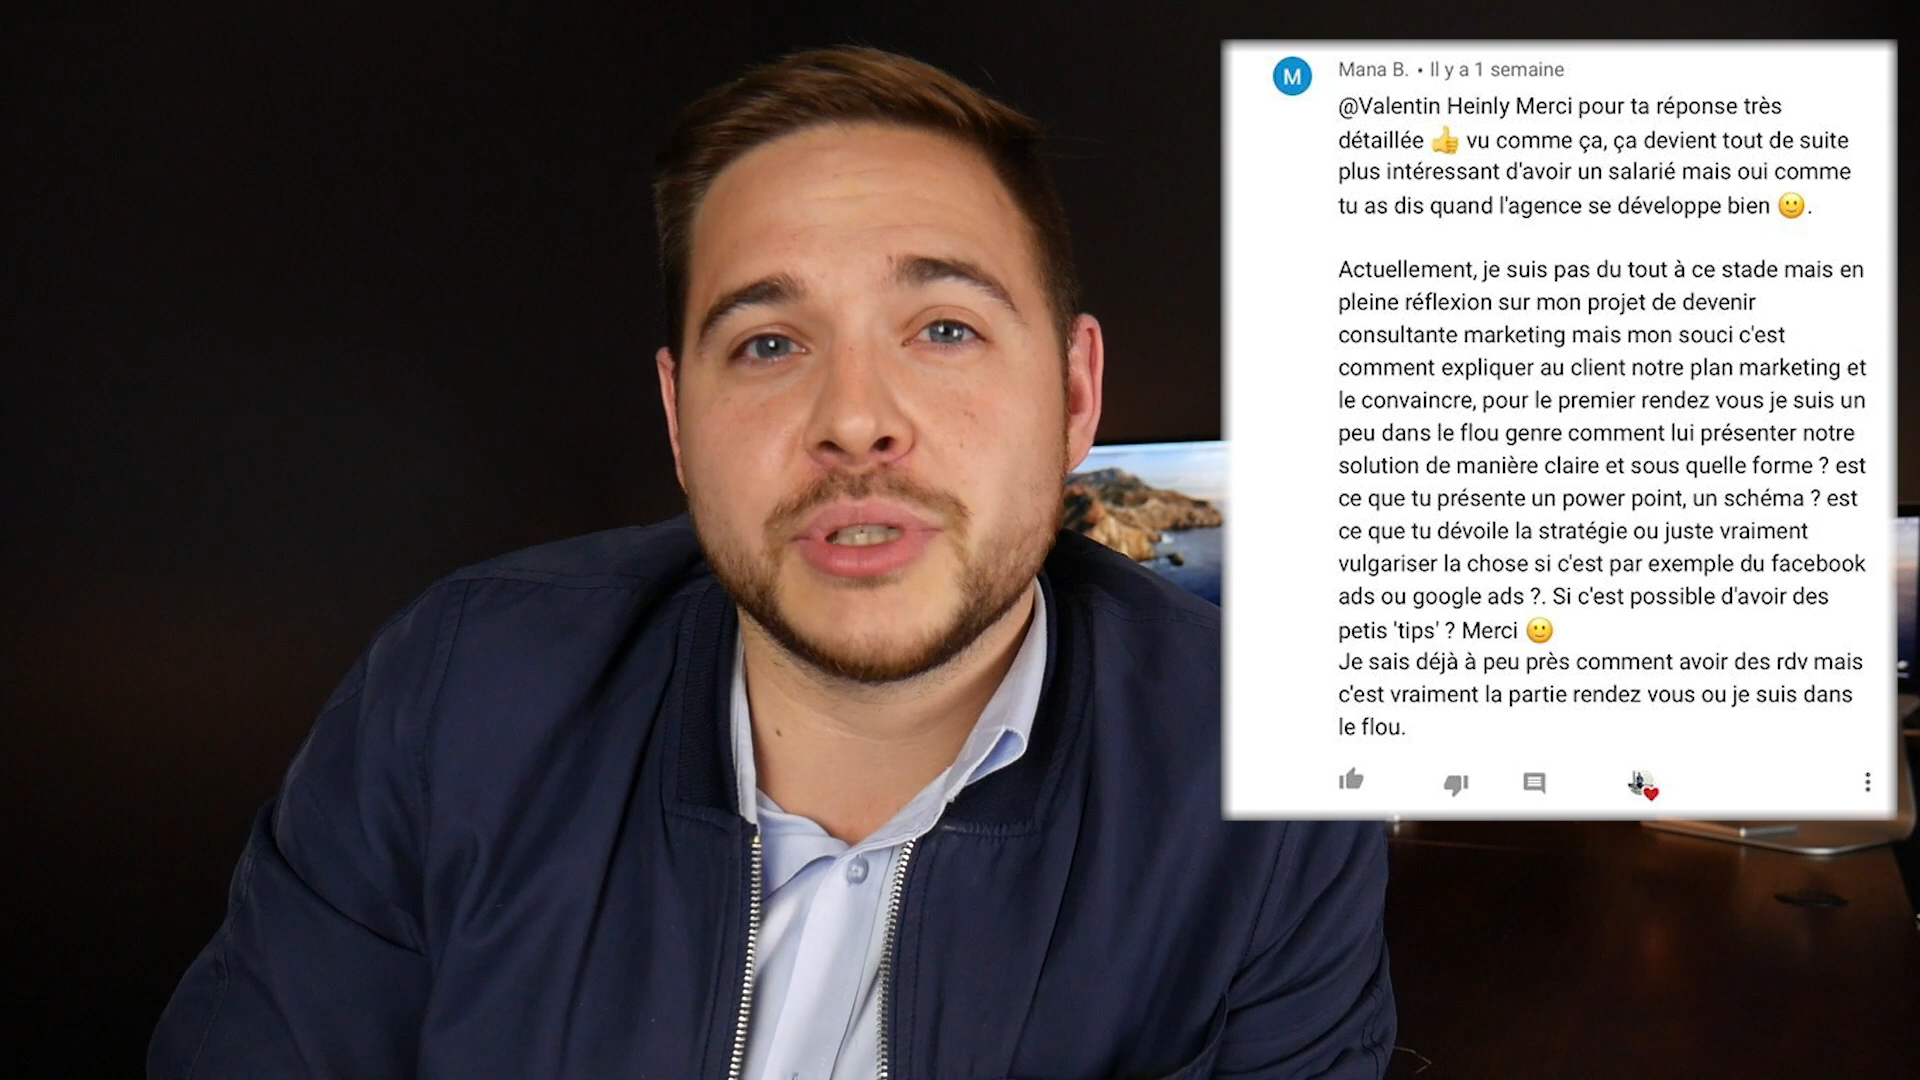 M
Mana B. • Il y a 1 semaine
@Valentin Heinly Merci pour ta réponse très
détaillée 👍 vu comme ça, ça devient tout de suite
plus intéressant d'avoir un salarié mais oui comme
tu as dis quand l'agence se développe bien 🙂.
Actuellement, je suis pas du tout à ce stade mais en
pleine réflexion sur mon projet de devenir
consultante marketing mais mon souci c'est
comment expliquer au client notre plan marketing et
le convaincre, pour le premier rendez vous je suis un
peu dans le flou genre comment lui présenter notre
solution de manière claire et sous quelle forme ? est
ce que tu présente un power point, un schéma ? est
ce que tu dévoile la stratégie ou juste vraiment
vulgariser la chose si c'est par exemple du facebook
ads ou google ads ?. Si c'est possible d'avoir des
petis 'tips' ? Merci 🙂
Je sais déjà à peu près comment avoir des rdv mais
c'est vraiment la partie rendez vous ou je suis dans
le flou.